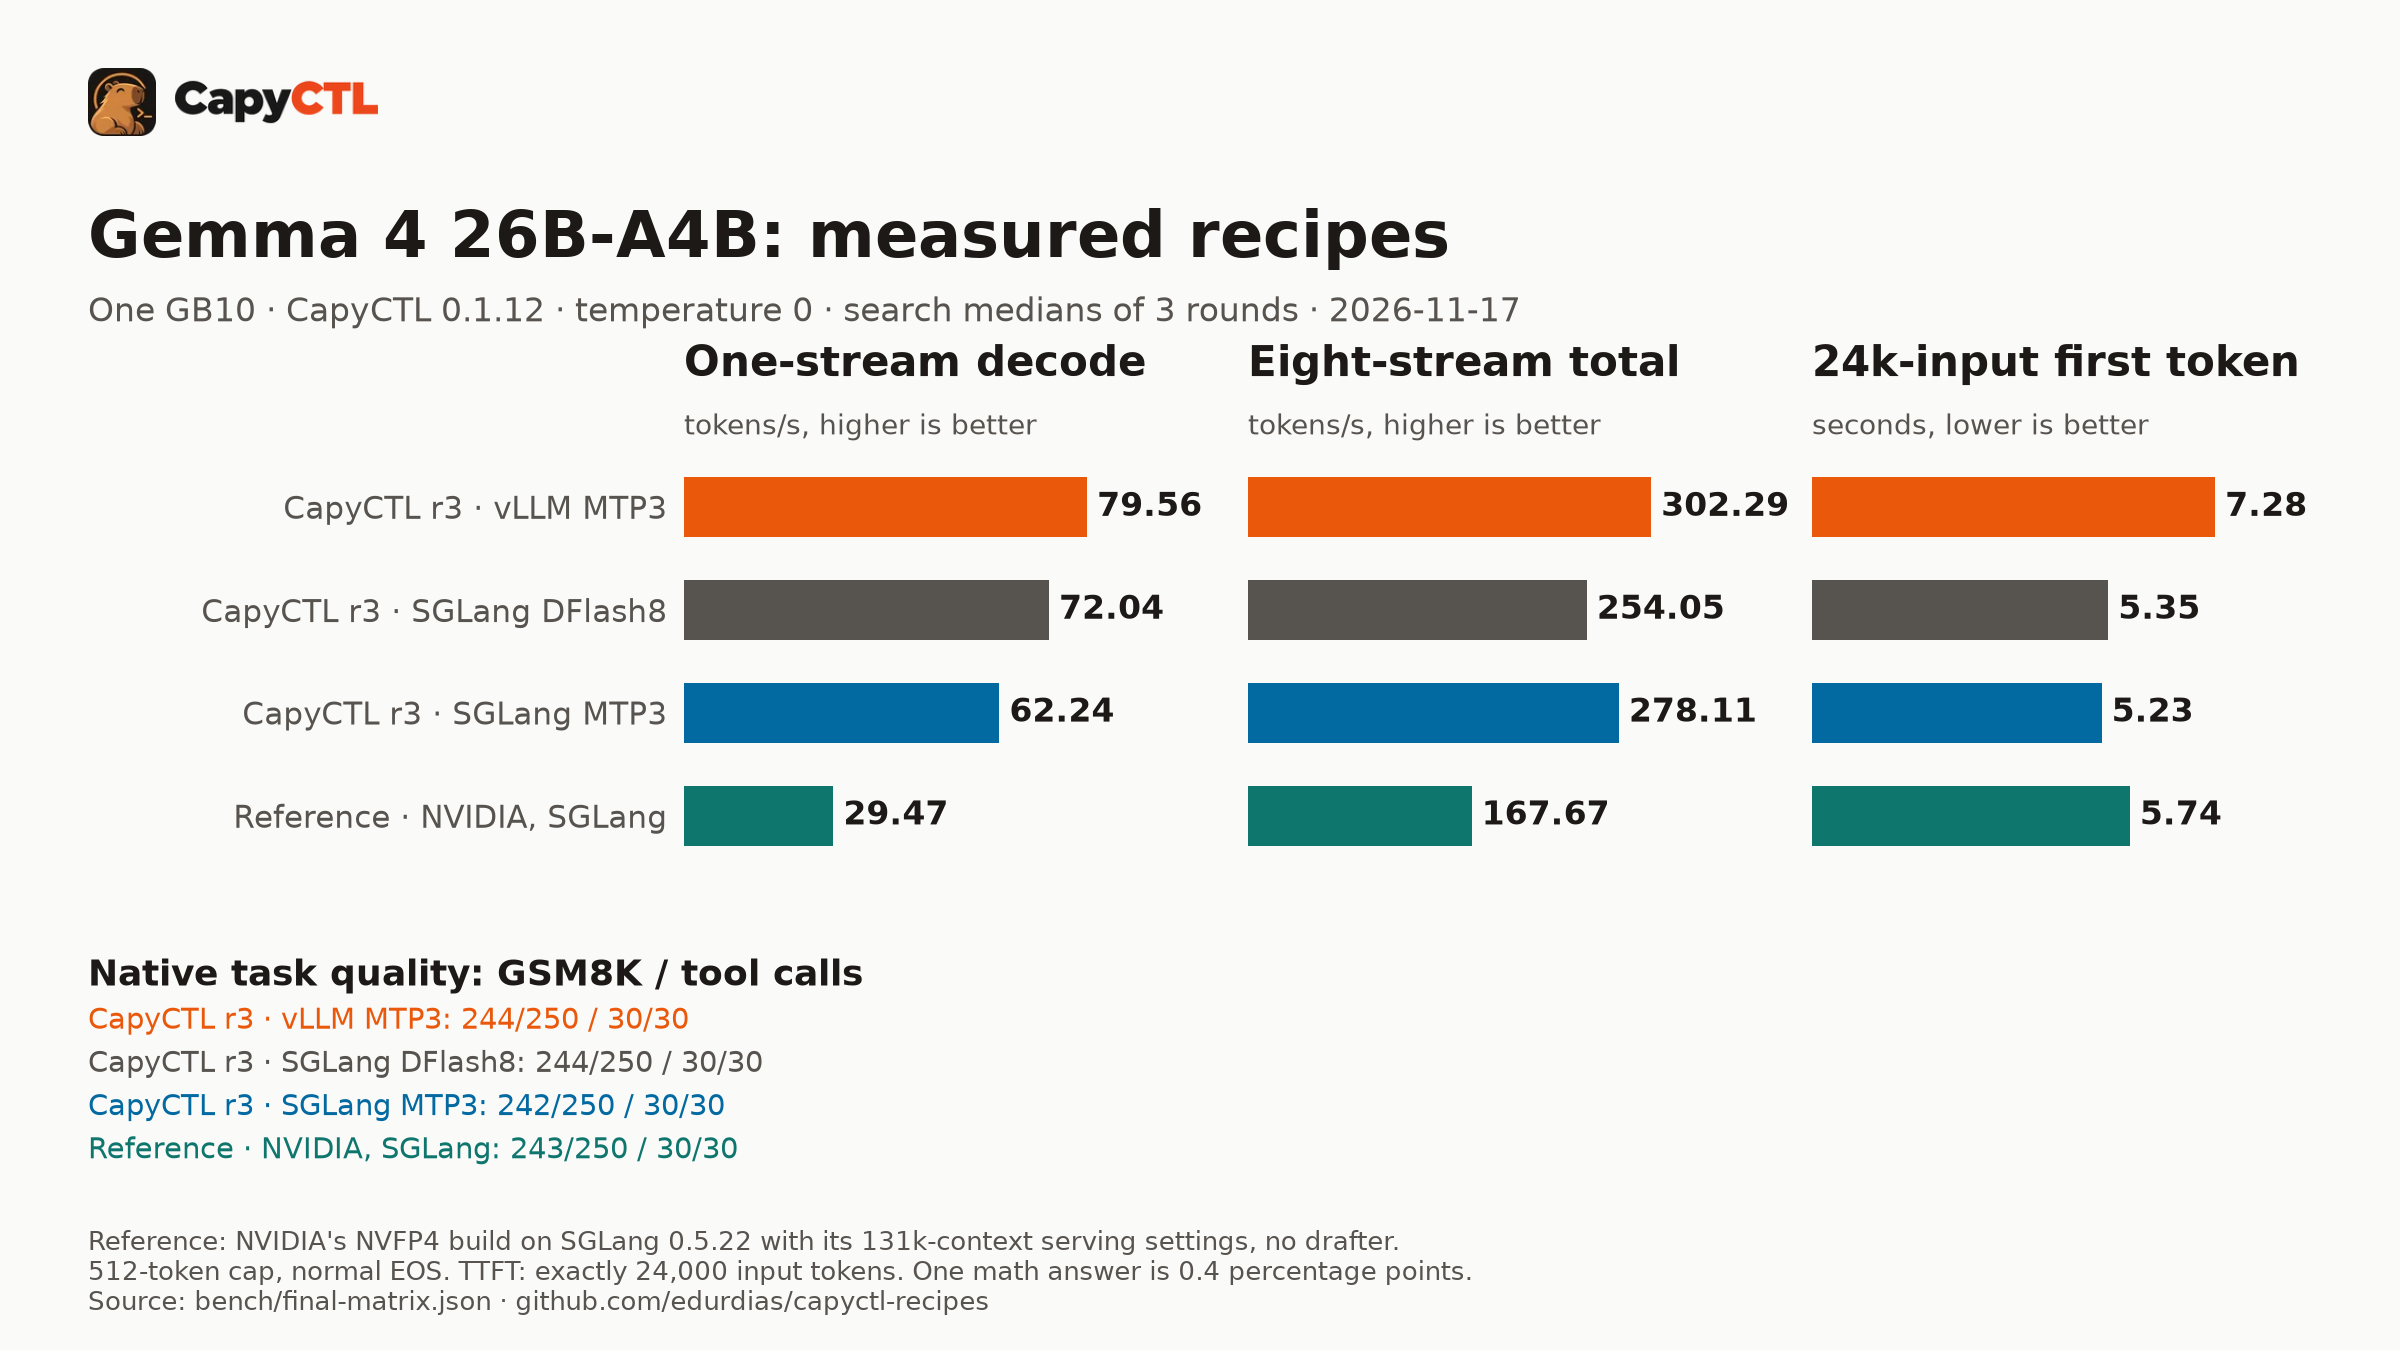 CapyCTL
Gemma 4 26B-A4B: measured recipes
One GB10 · CapyCTL 0.1.12 · temperature 0 · search medians of 3 rounds · 2026-11-17
One-stream decode
tokens/s, higher is better
Eight-stream total
tokens/s, higher is better
24k-input first token
seconds, lower is better
CapyCTL r3 · vLLM MTP3 79.56 302.29 7.28
CapyCTL r3 · SGLang DFlash8 72.04 254.05 5.35
CapyCTL r3 · SGLang MTP3 62.24 278.11 5.23
Reference · NVIDIA, SGLang 29.47 167.67 5.74
Native task quality: GSM8K / tool calls
CapyCTL r3 · vLLM MTP3: 244/250 / 30/30
CapyCTL r3 · SGLang DFlash8: 244/250 / 30/30
CapyCTL r3 · SGLang MTP3: 242/250 / 30/30
Reference · NVIDIA, SGLang: 243/250 / 30/30
Reference: NVIDIA's NVFP4 build on SGLang 0.5.22 with its 131k-context serving settings, no drafter.
512-token cap, normal EOS. TTFT: exactly 24,000 input tokens. One math answer is 0.4 percentage points.
Source: bench/final-matrix.json · github.com/edurdias/capyctl-recipes